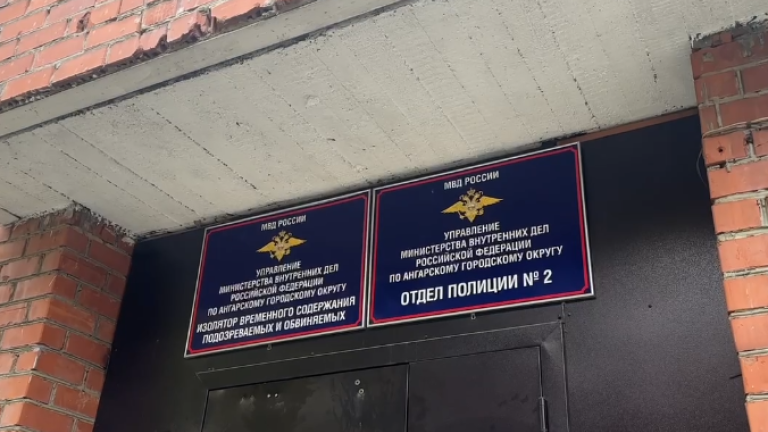 МВД РОССИИ
УПРАВЛЕНИЕ
МИНИСТЕРСТВА ВНУТРЕННИХ ДЕЛ
РОССИЙСКОЙ ФЕДЕРАЦИИ
ПО АНГАРСКОМУ ГОРОДСКОМУ ОКРУГУ
ИЗОЛЯТОР ВРЕМЕННОГО СОДЕРЖАНИЯ
ПОДОЗРЕВАЕМЫХ И ОБВИНЯЕМЫХ
МВД РОССИИ
УПРАВЛЕНИЕ
МИНИСТЕРСТВА ВНУТРЕННИХ ДЕЛ
РОССИЙСКОЙ ФЕДЕРАЦИИ
ПО АНГАРСКОМУ ГОРОДСКОМУ ОКРУГУ
ОТДЕЛ ПОЛИЦИИ № 2